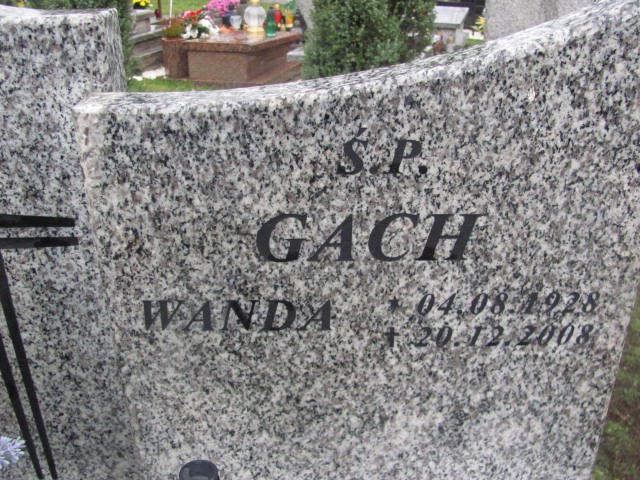 Ś.P.
GACH
WANDA * 04.08.1928
† 20.12.2008